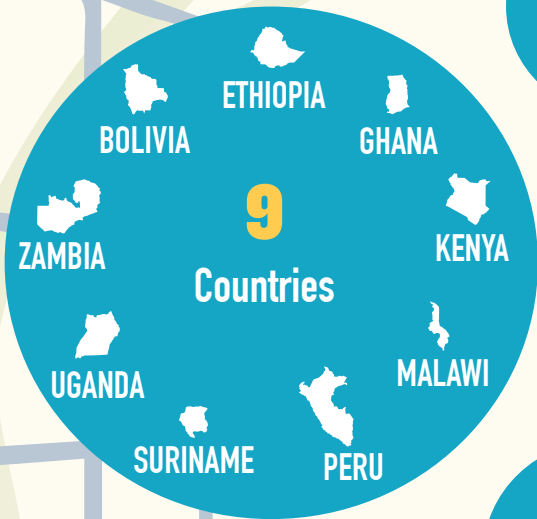 ETHIOPIA
BOLIVIA
GHANA
9
ZAMBIA
KENYA
Countries
UGANDA
MALAWI
SURINAME
PERU